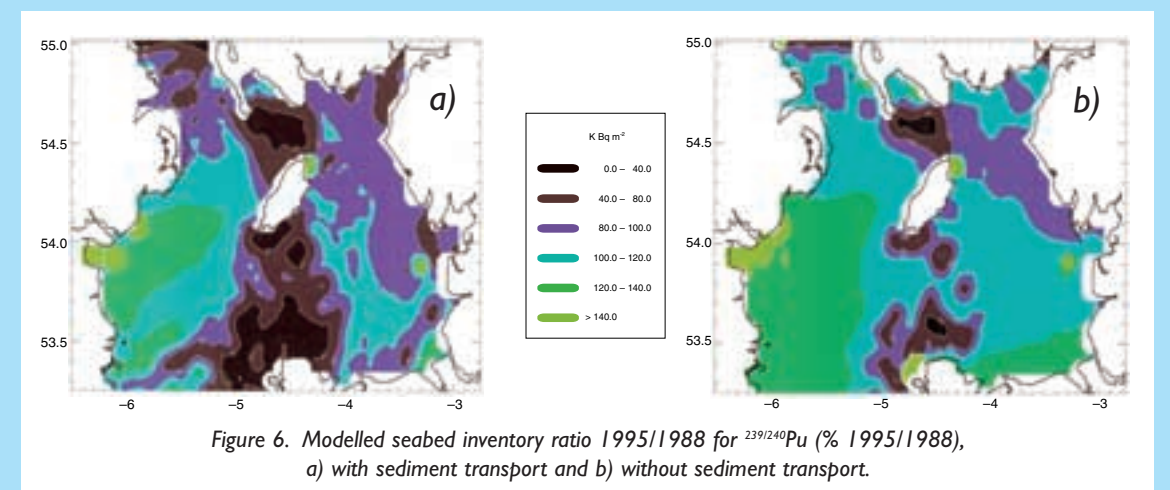 55.0
54.5
54.0
53.5
–6 –5 –4 –3
a)
K Bq m-2
0.0 – 40.0
40.0 – 80.0
80.0 – 100.0
100.0 – 120.0
120.0 – 140.0
> 140.0
55.0
54.5
54.0
53.5
–6 –5 –4 –3
b)
Figure 6. Modelled seabed inventory ratio 1995/1988 for 239/240Pu (% 1995/1988),
a) with sediment transport and b) without sediment transport.